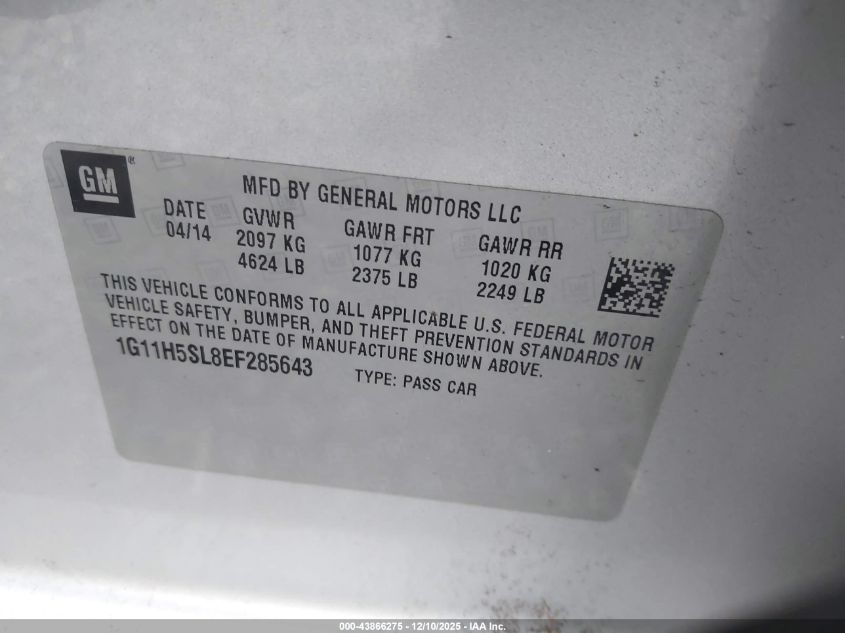 GM®
MFD BY GENERAL MOTORS LLC
DATE GVWR GAWR FRT GAWR RR
04/14 2097 KG 1077 KG 1020 KG
4624 LB 2375 LB 2249 LB
THIS VEHICLE CONFORMS TO ALL APPLICABLE U.S. FEDERAL MOTOR
VEHICLE SAFETY, BUMPER, AND THEFT PREVENTION STANDARDS IN
EFFECT ON THE DATE OF MANUFACTURE SHOWN ABOVE.
1G11H5SL8EF285643 TYPE: PASS CAR
000-43866275 - 12/10/2025 - IAA Inc.